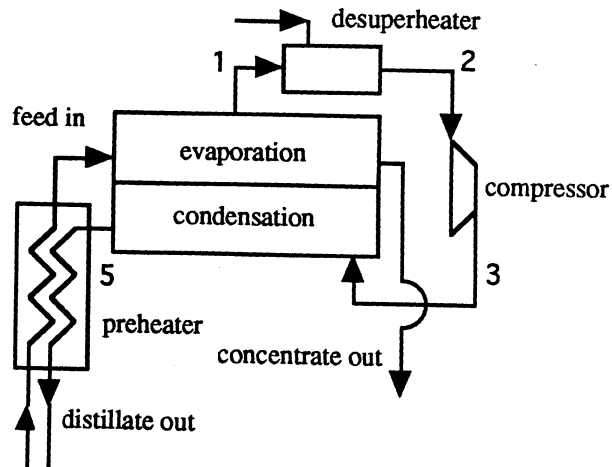 desuperheater
1
2
feed in
evaporation
compressor
condensation
5
3
preheater
concentrate out
distillate out